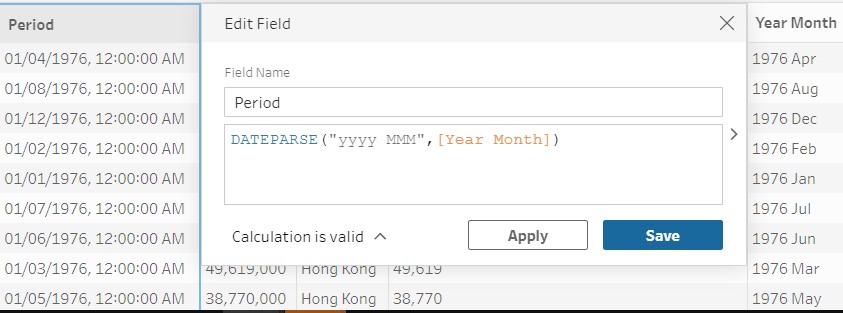 Period
Edit Field
Year Month
01/04/1976, 12:00:00 AM
1976 Apr
Field Name
01/08/1976, 12:00:00 AM
1976 Aug
Period
01/12/1976, 12:00:00 AM
1976 Dec
DATEPARSE("yyyy MMM",[Year Month])
01/02/1976, 12:00:00 AM
1976 Feb
01/01/1976, 12:00:00 AM
1976 Jan
01/07/1976, 12:00:00 AM
1976 Jul
01/06/1976, 12:00:00 AM
Calculation is valid
Apply
Save
1976 Jun
01/03/1976, 12:00:00 AM 49,619,000 Hong Kong 49,619 1976 Mar
01/05/1976, 12:00:00 AM 38,770,000 Hong Kong 38,770 1976 May